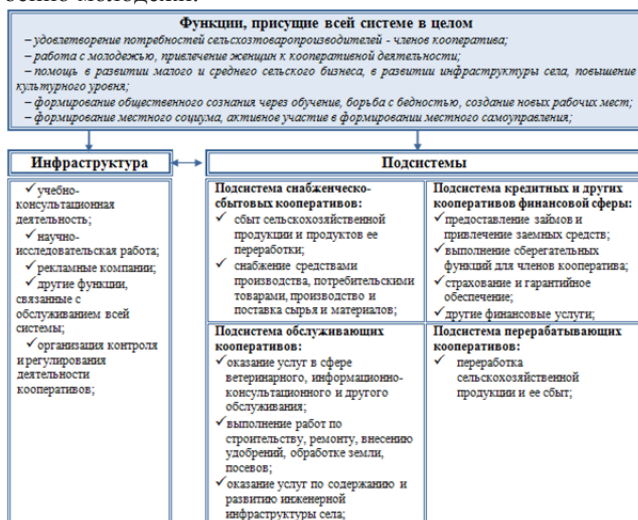 Функции, присущие всей системе в целом
– удовлетворение потребностей сельхозтоваропроизводителей - членов кооператива;
– работа с молодежью, привлечение женщин к кооперативной деятельности;
– помощь в развитии малого и среднего сельского бизнеса, в развитии инфраструктуры села, повышение
культурного уровня;
– формирование общественного сознания через обучение, борьба с бедностью, создание новых рабочих мест;
– формирование местного социума, активное участие в формировании местного самоуправления;
Инфраструктура
✓учебно-
консультационная
деятельность;
✓научно-
исследовательская работа;
✓рекламные компании;
✓другие функции,
связанные с
обслуживанием всей
системы;
✓организация контроля
и регулирования
деятельности
кооперативов;
Подсистемы
Подсистема снабженческо-
сбытовых кооперативов:
✓ сбыт сельскохозяйственной
продукции и продуктов ее
переработки;
✓ снабжение средствами
производства, потребительскими
товарами, производство и
поставка сырья и материалов;
Подсистема кредитных и других
кооперативов финансовой сферы:
✓предоставление займов и
привлечение заемных средств;
✓выполнение сберегательных
функций для членов кооператива;
✓страхование и гарантийное
обеспечение;
✓другие финансовые услуги;
Подсистема обслуживающих
кооперативов:
✓оказание услуг в сфере
ветеринарного, информационно-
консультационного и другого
обслуживания;
✓выполнение работ по
строительству, ремонту, внесению
удобрений, обработке земли,
посевов;
✓оказание услуг по содержанию и
развитию инженерной
инфраструктуры села;
Подсистема перерабатывающих
кооперативов:
✓ переработка
сельскохозяйственной
продукции и ее сбыт;